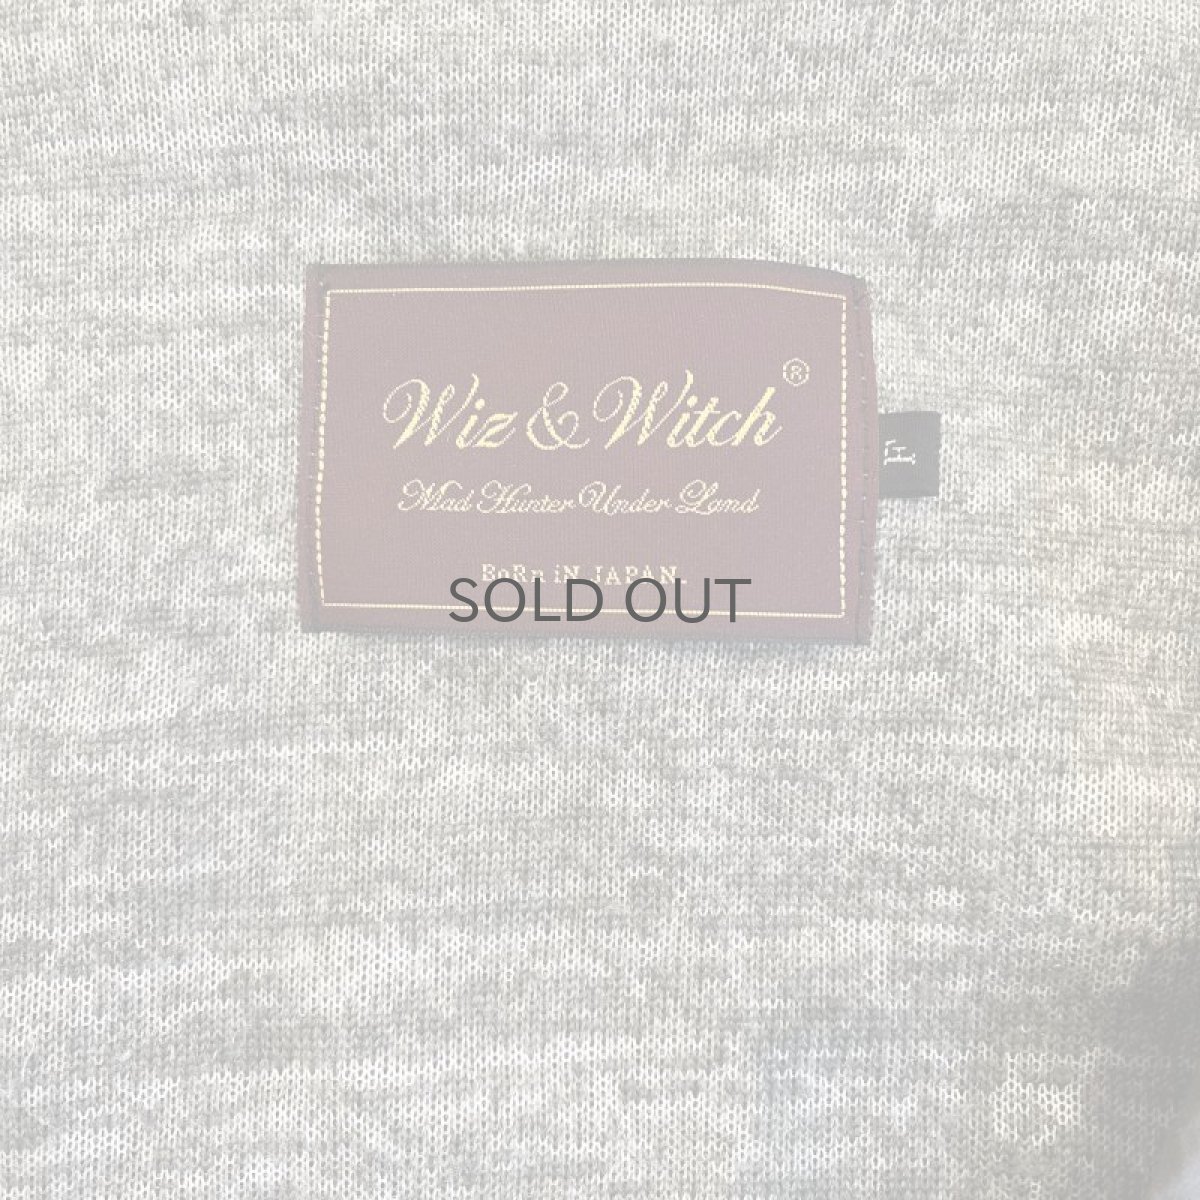 Wiz & Witch ®
Mad Hunter Under Land
BoRn iN JAPAN.
SOLD OUT
F